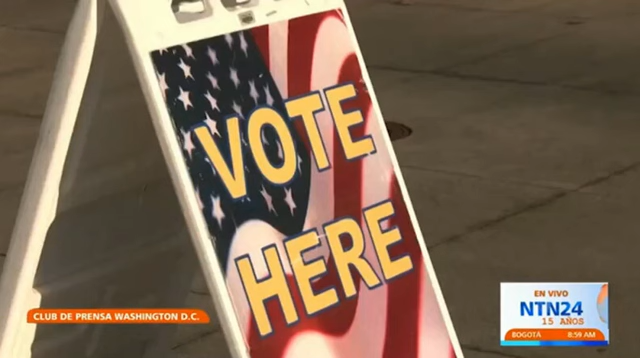 VOTE
HERE
CLUB DE PRENSA WASHINGTON D.C.
EN VIVO
NTN24
15 AÑOS
BOGOTÁ 8:59 AM